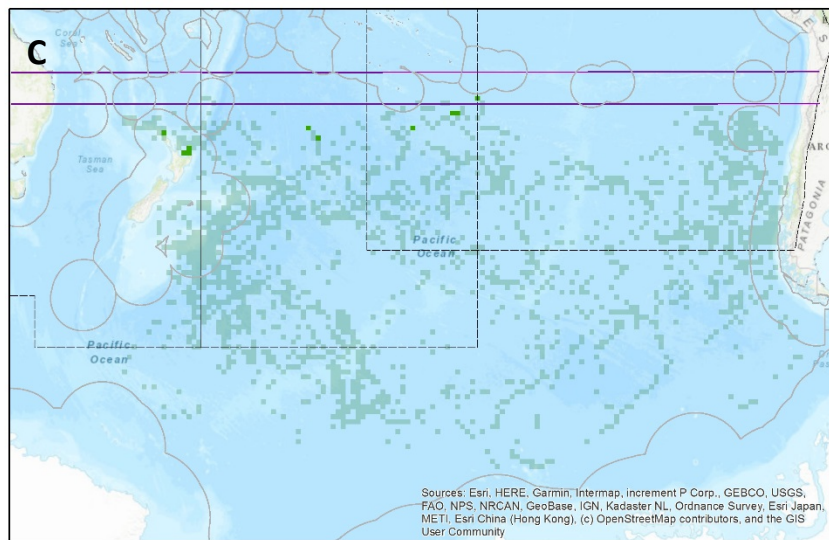 C
Coral
Sea
D E S
Tasman
Sea
ARG
PATAGONIA
Pacific
Ocean
Pacific
Ocean
Sources: Esri, HERE, Garmin, Intermap, increment P Corp., GEBCO, USGS,
FAO, NPS, NRCAN, GeoBase, IGN, Kadaster NL, Ordnance Survey, Esri Japan,
METI, Esri China (Hong Kong), (c) OpenStreetMap contributors, and the GIS
User Community